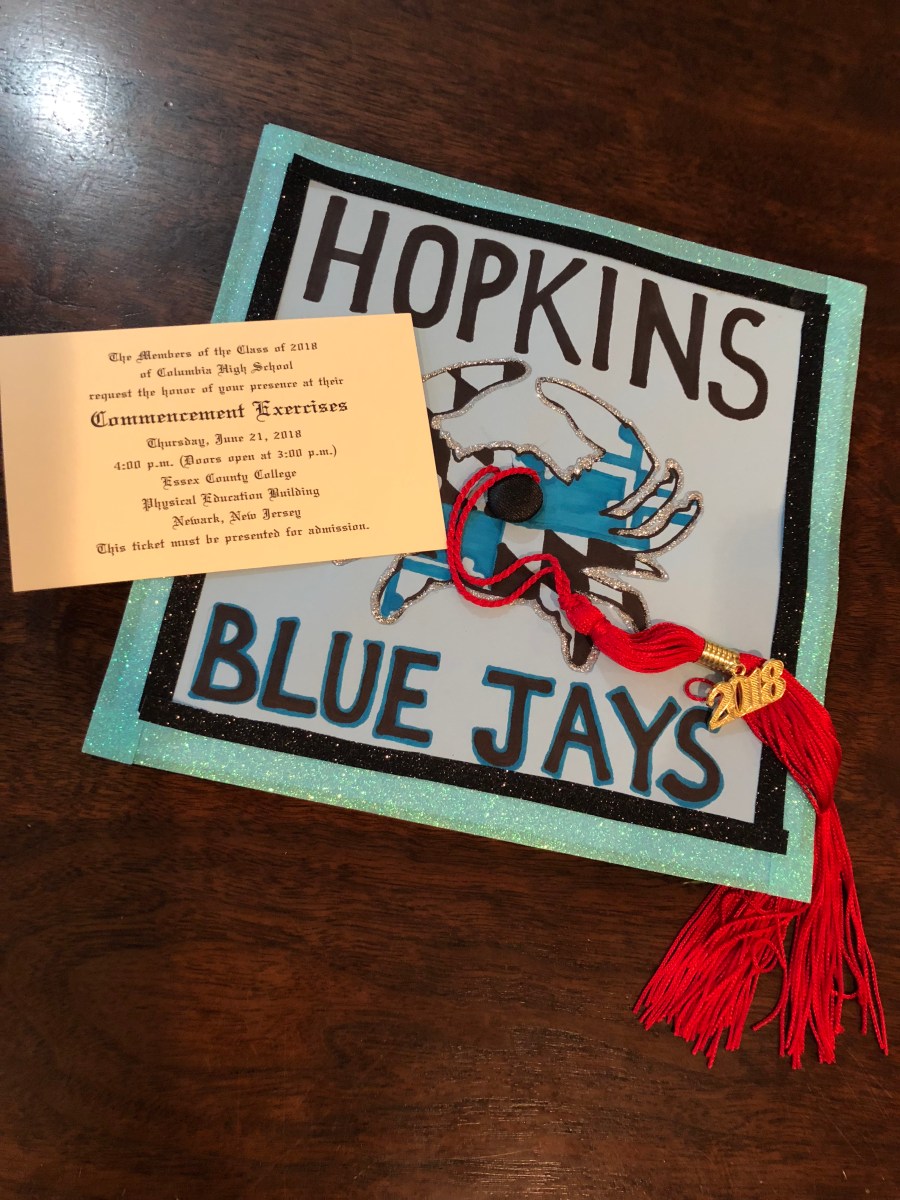 HOPKINS
The Members of the Class of 2018
of Columbia High School
request the honor of your presence at their
Commencement Exercises
Thursday, June 21, 2018
4:00 p.m. (Doors open at 3:00 p.m.)
Essex County College
Physical Education Building
Newark, New Jersey
This ticket must be presented for admission.
BLUE JAYS
2018